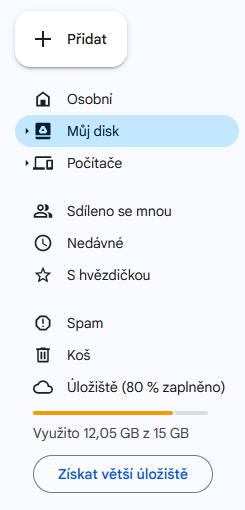 Přidat
Osobní
Můj disk
Počítače
Sdíleno se mnou
Nedávné
S hvězdičkou
Spam
Koš
Úložiště (80 % zaplněno)
Využito 12,05 GB z 15 GB
Získat větší úložiště